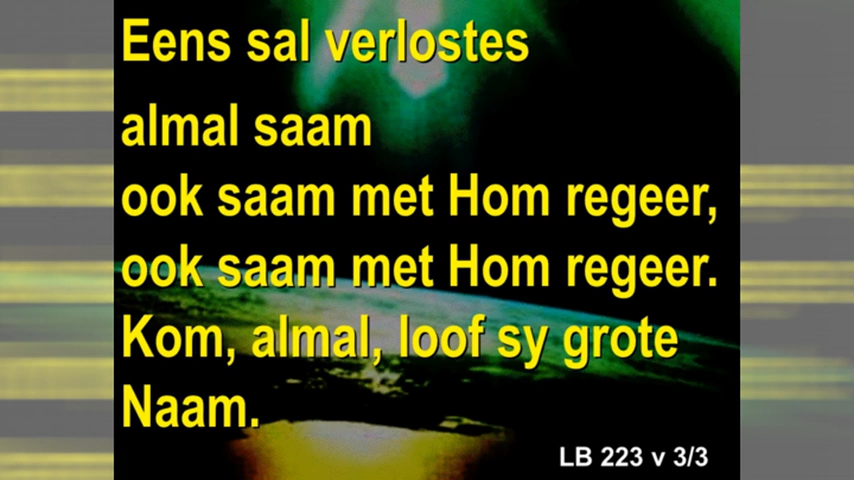 Eens sal verlostes
almal saam
ook saam met Hom regeer,
ook saam met Hom regeer.
Kom, almal, loof sy grote
Naam.
LB 223 v 3/3